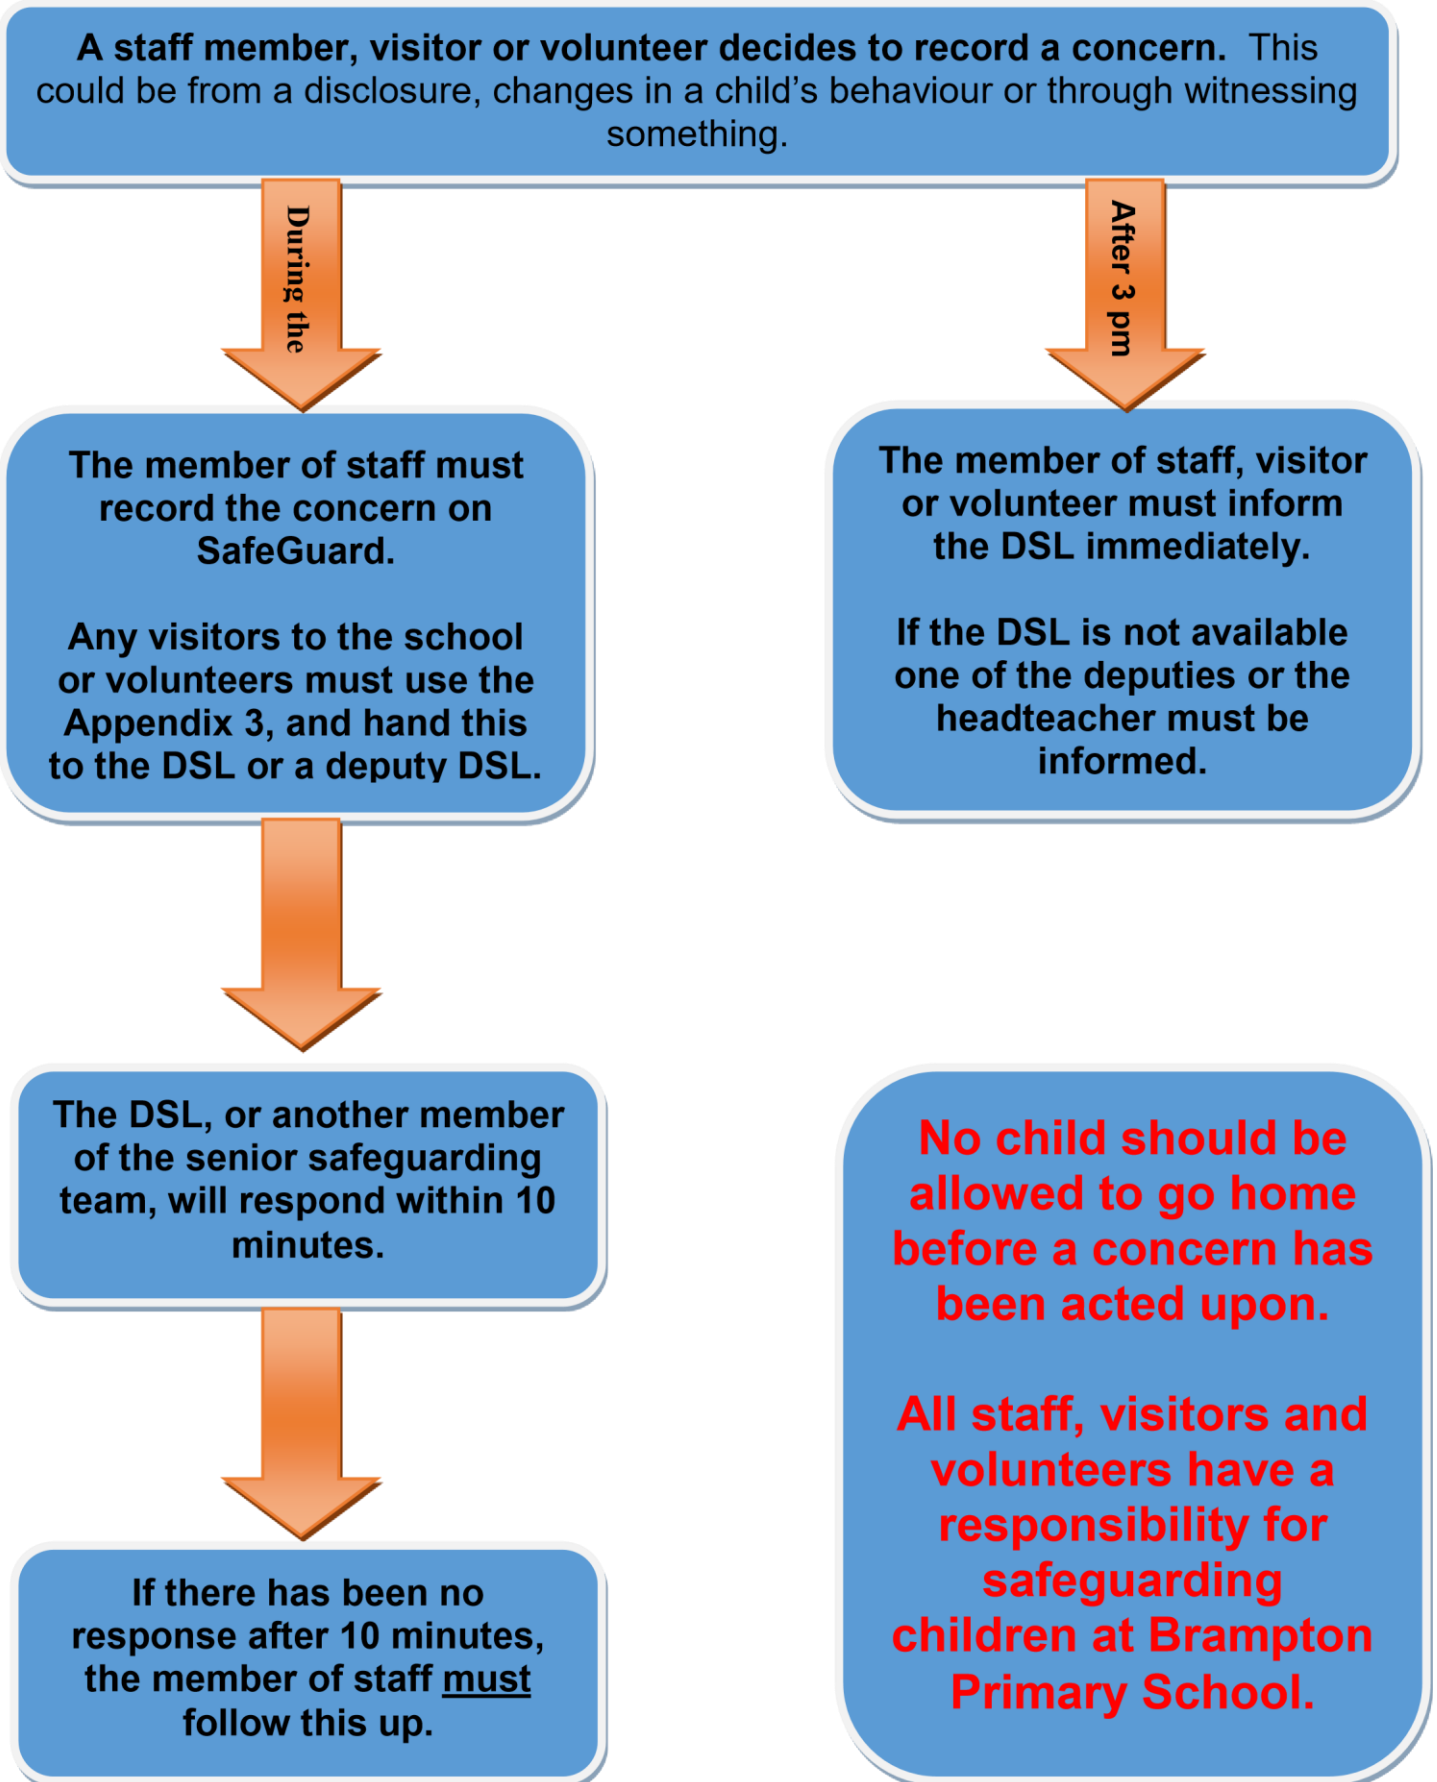 A staff member, visitor or volunteer decides to record a concern. This
could be from a disclosure, changes in a child's behaviour or through witnessing
something.
During the
After 3 pm
The member of staff must
record the concern on
SafeGuard.
Any visitors to the school
or volunteers must use the
Appendix 3, and hand this
to the DSL or a deputy DSL.
The member of staff, visitor
or volunteer must inform
the DSL immediately.
If the DSL is not available
one of the deputies or the
headteacher must be
informed.
The DSL, or another member
of the senior safeguarding
team, will respond within 10
minutes.
If there has been no
response after 10 minutes,
the member of staff must
follow this up.
No child should be
allowed to go home
before a concern has
been acted upon.
All staff, visitors and
volunteers have a
responsibility for
safeguarding
children at Brampton
Primary School.